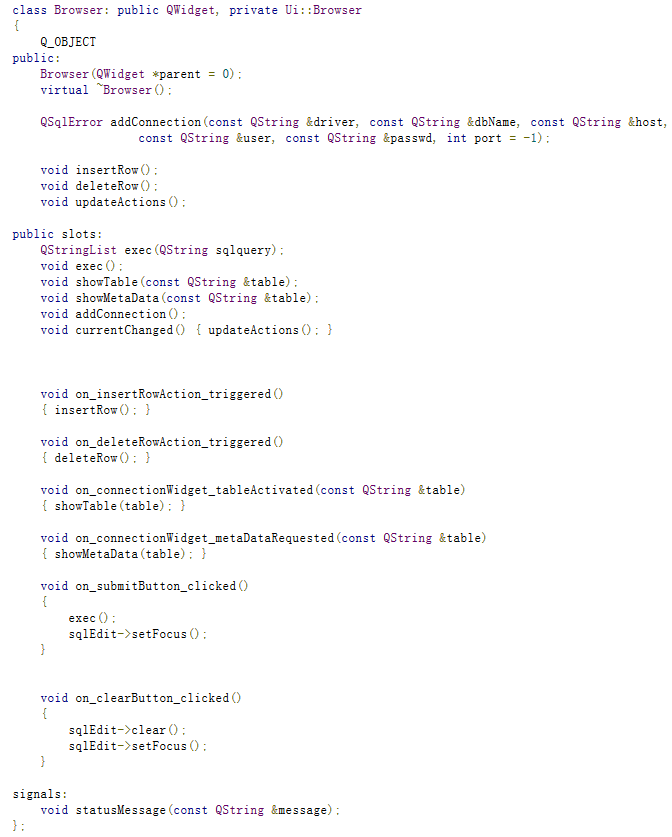 class Browser: public QWidget, private Ui::Browser
{
    Q_OBJECT
public:
    Browser(QWidget *parent = 0);
    virtual ~Browser();

    QSqlError addConnection(const QString &driver, const QString &dbName, const QString &host,
                  const QString &user, const QString &passwd, int port = -1);

    void insertRow();
    void deleteRow();
    void updateActions();

public slots:
    QStringList exec(QString sqlquery);
    void exec();
    void showTable(const QString &table);
    void showMetaData(const QString &table);
    void addConnection();
    void currentChanged() { updateActions(); }

    void on_insertRowAction_triggered()
    { insertRow(); }

    void on_deleteRowAction_triggered()
    { deleteRow(); }

    void on_connectionWidget_tableActivated(const QString &table)
    { showTable(table); }

    void on_connectionWidget_metaDataRequested(const QString &table)
    { showMetaData(table); }

    void on_submitButton_clicked()
    {
        exec();
        sqlEdit->setFocus();
    }

    void on_clearButton_clicked()
    {
        sqlEdit->clear();
        sqlEdit->setFocus();
    }

signals:
    void statusMessage(const QString &message);
};